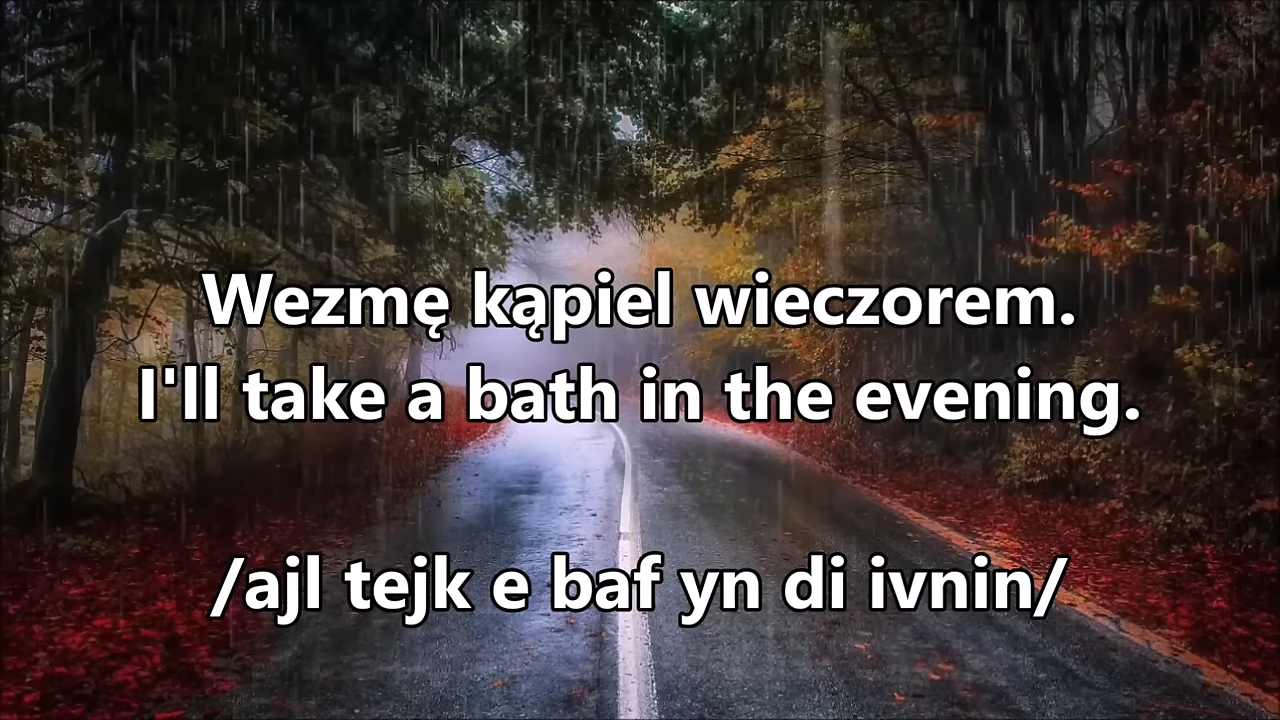 Wezmę kąpiel wieczorem.
I'll take a bath in the evening.
/ajl tejk e baf yn di ivnin/